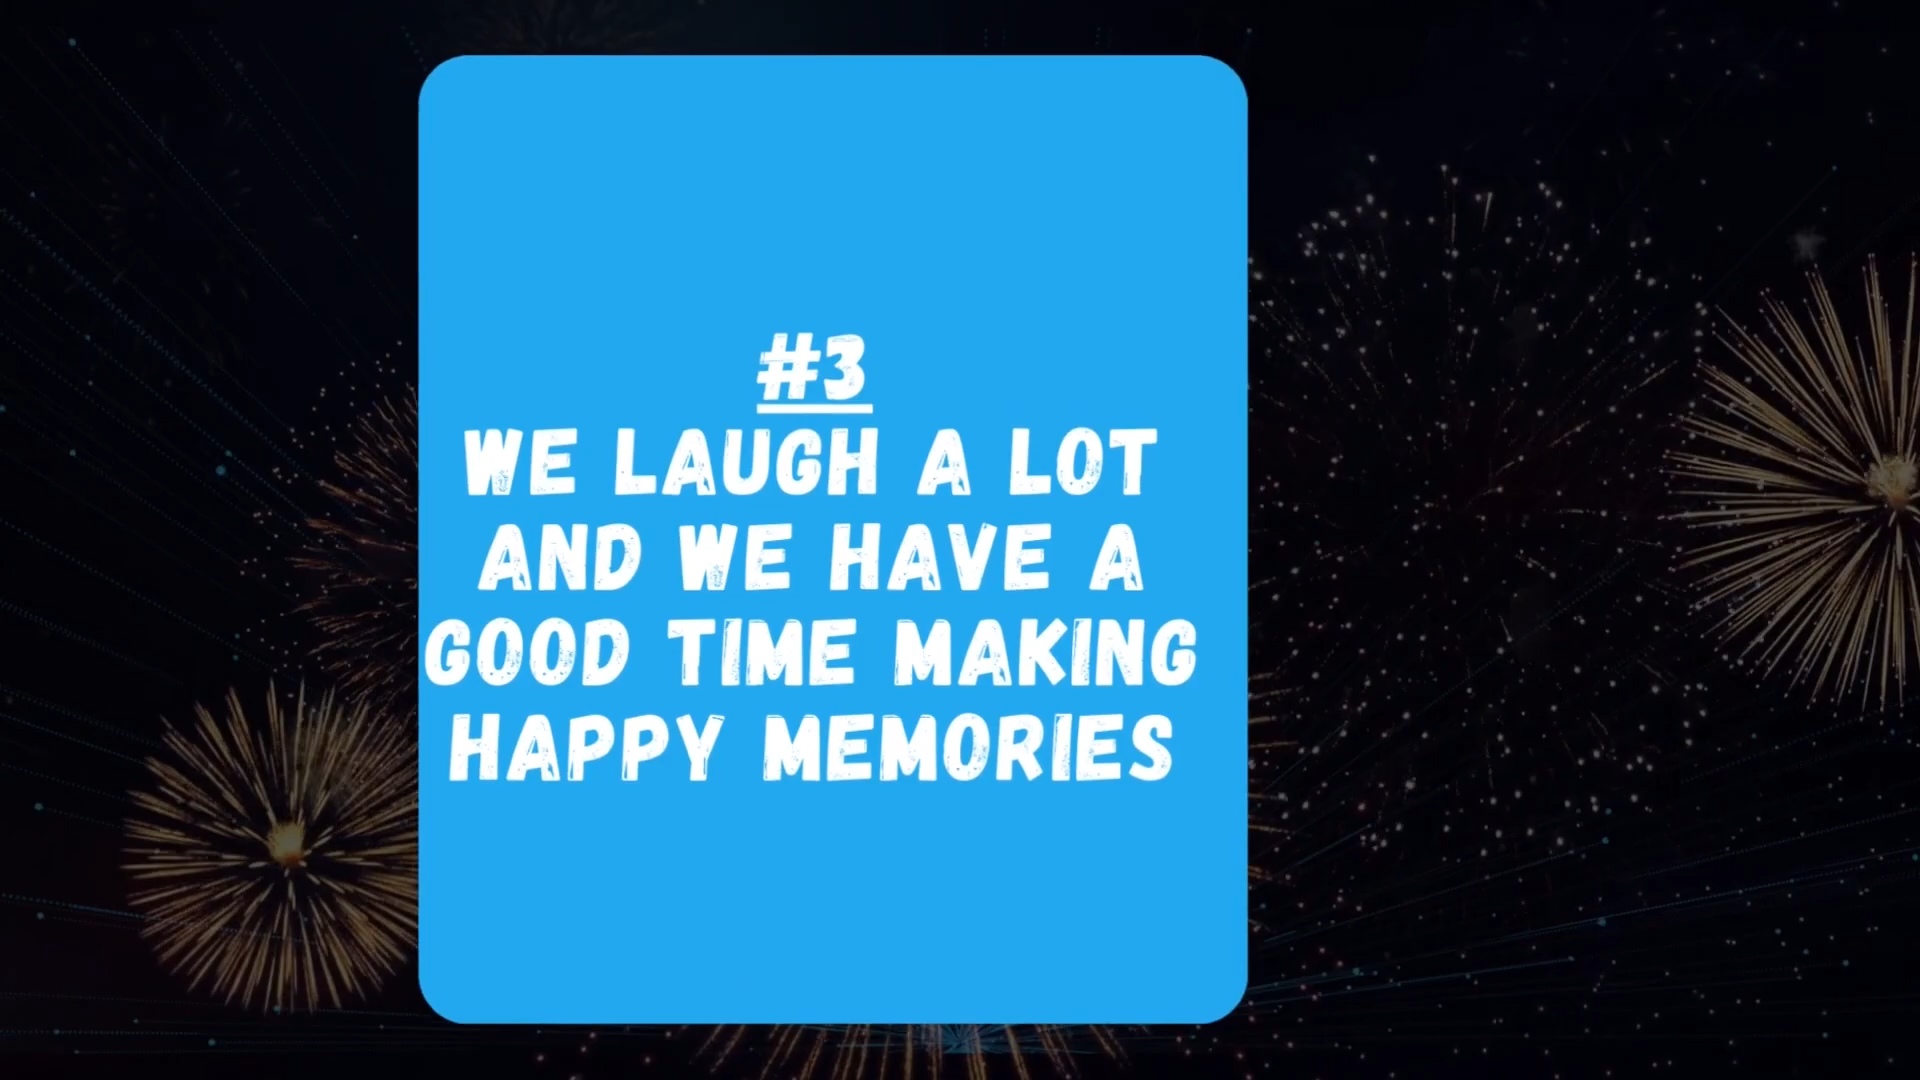 #3
WE LAUGH A LOT
AND WE HAVE A
GOOD TIME MAKING
HAPPY MEMORIES